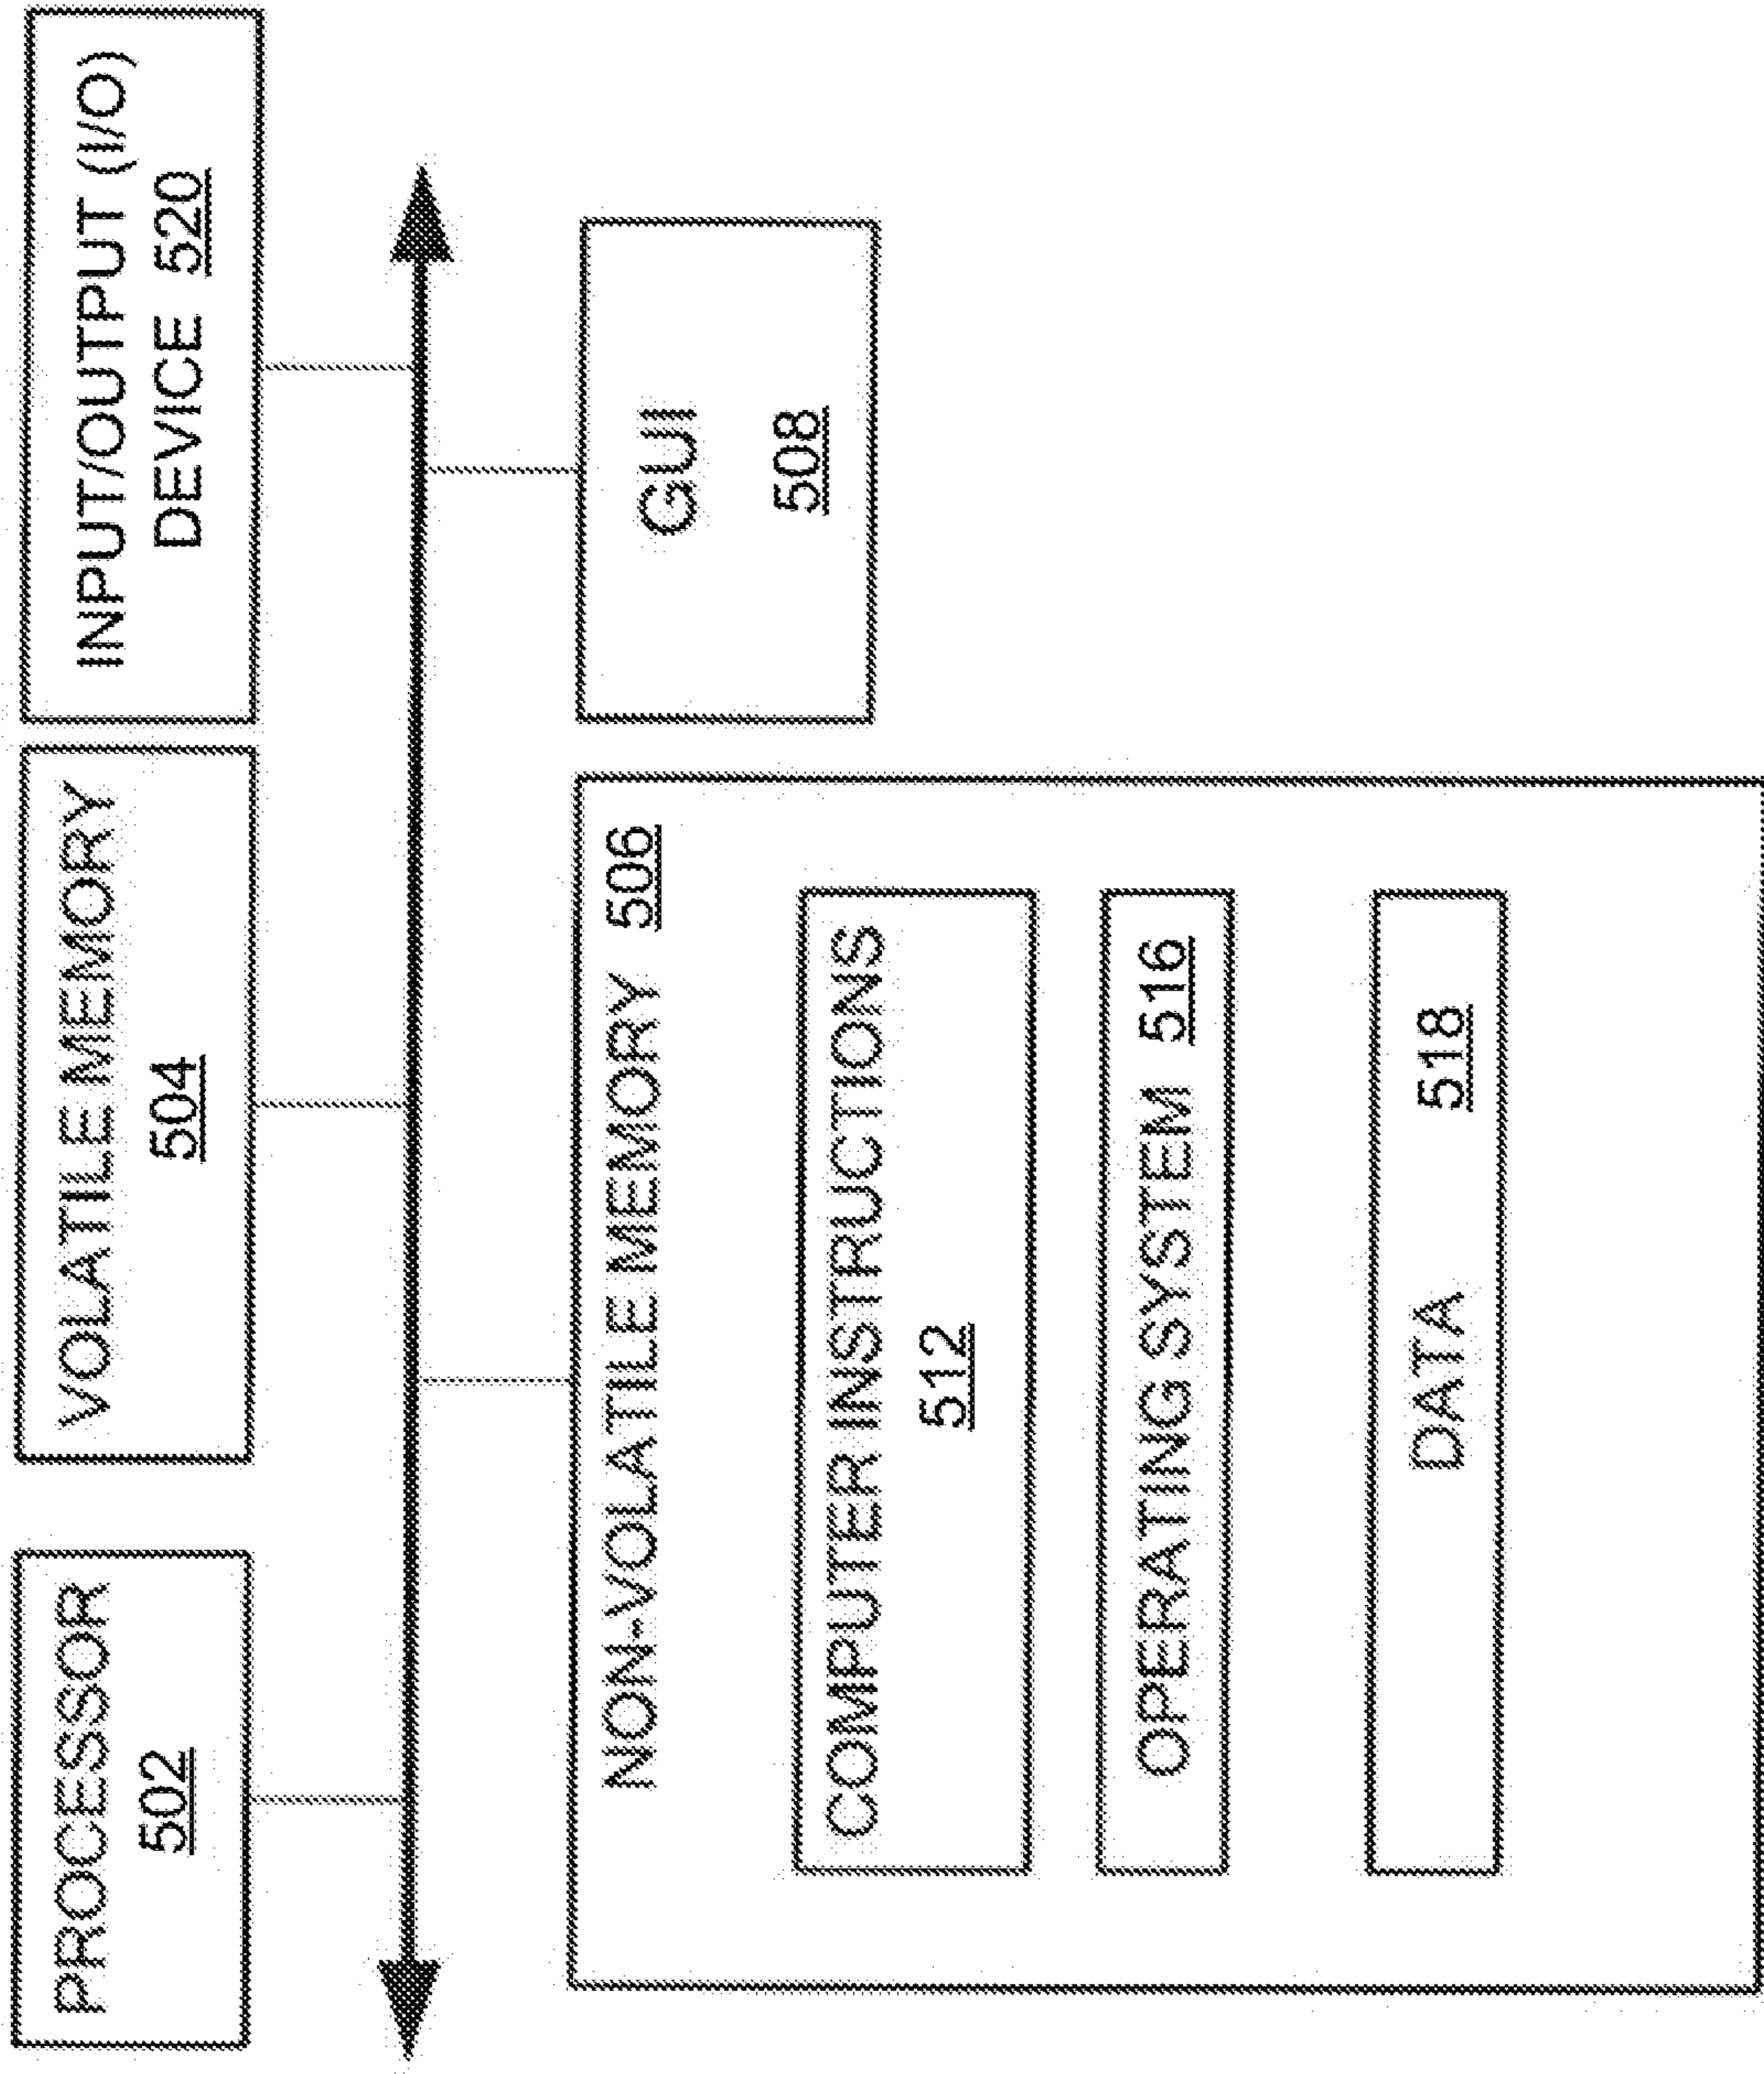 PROCESSOR
502
VOLATILE MEMORY
504
INPUT/OUTPUT (I/O)
DEVICE 520
NON-VOLATILE MEMORY 506
COMPUTER INSTRUCTIONS
512
OPERATING SYSTEM 516
DATA 518
GUI
508